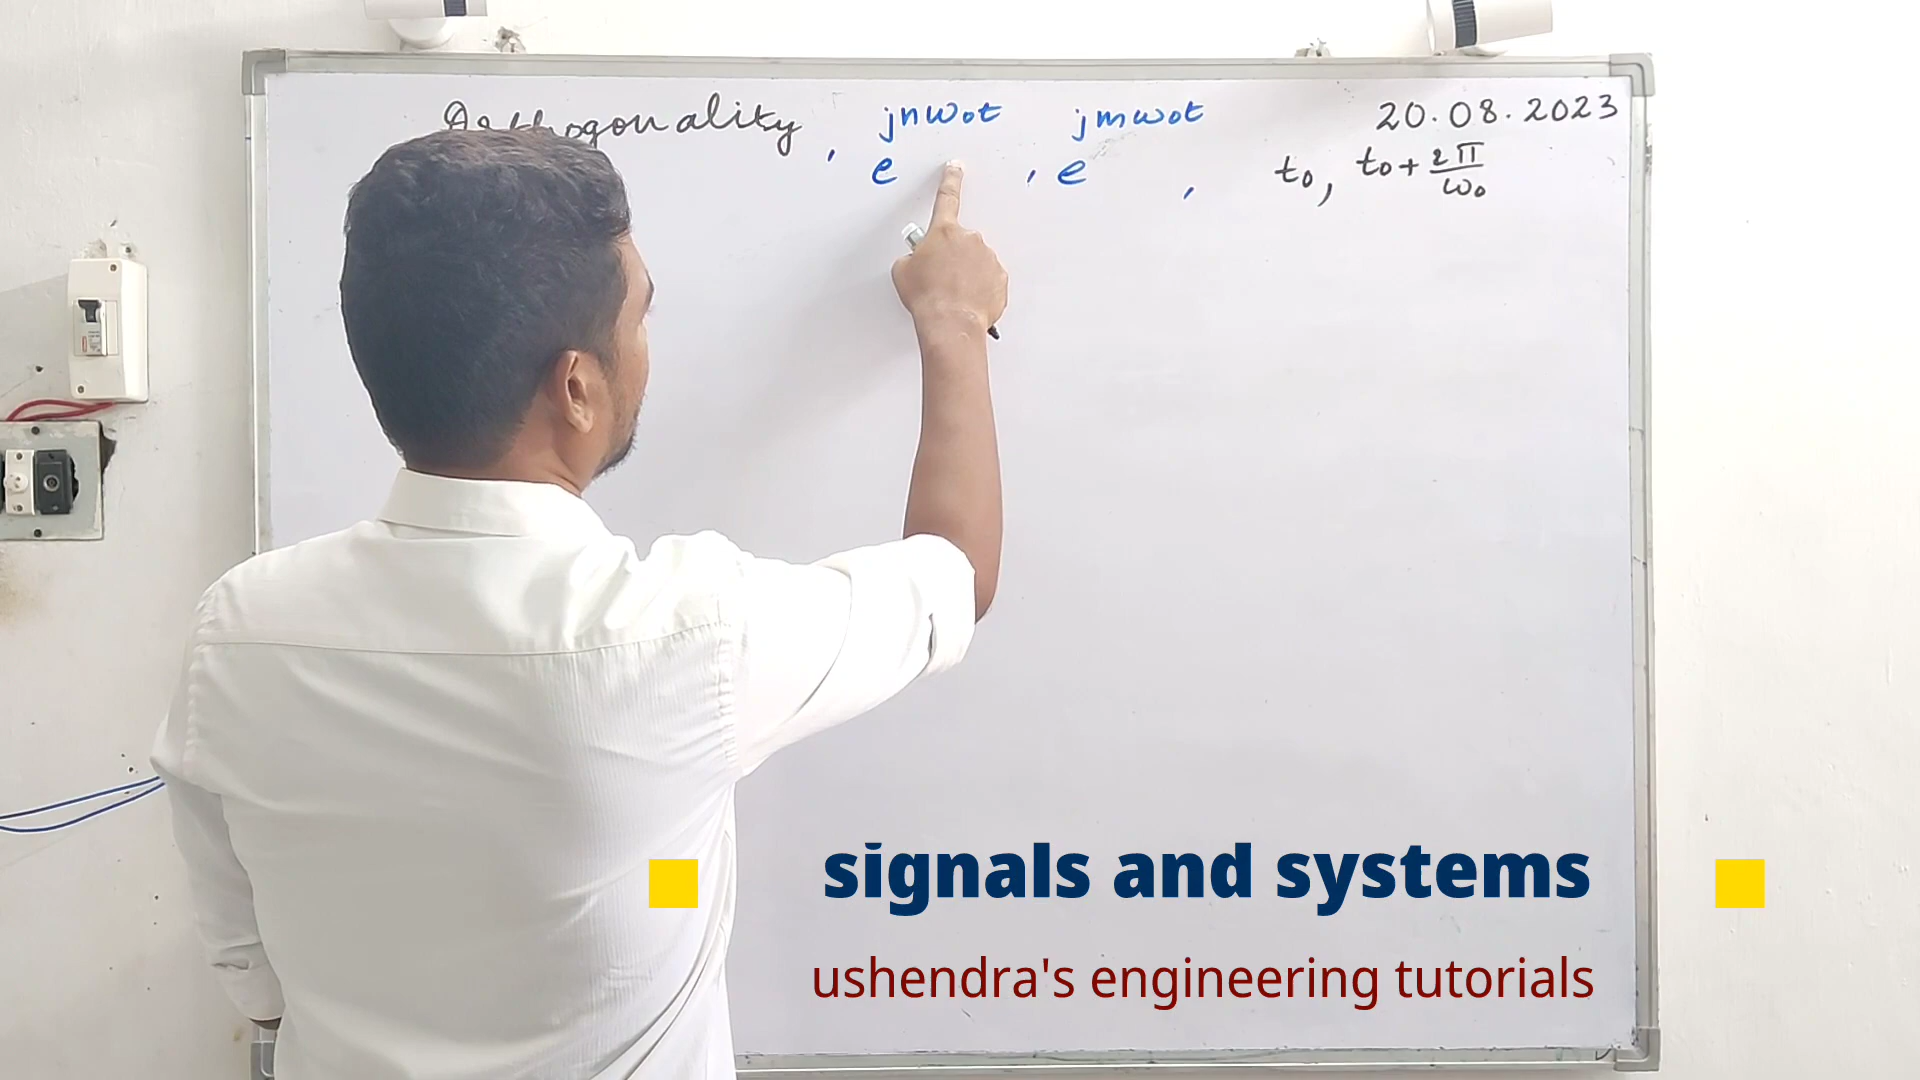 Orthogonality, e^jnω₀t, e^jmω₀t, t₀, t₀+2π/ω₀
20.08.2023
signals and systems
ushendra's engineering tutorials